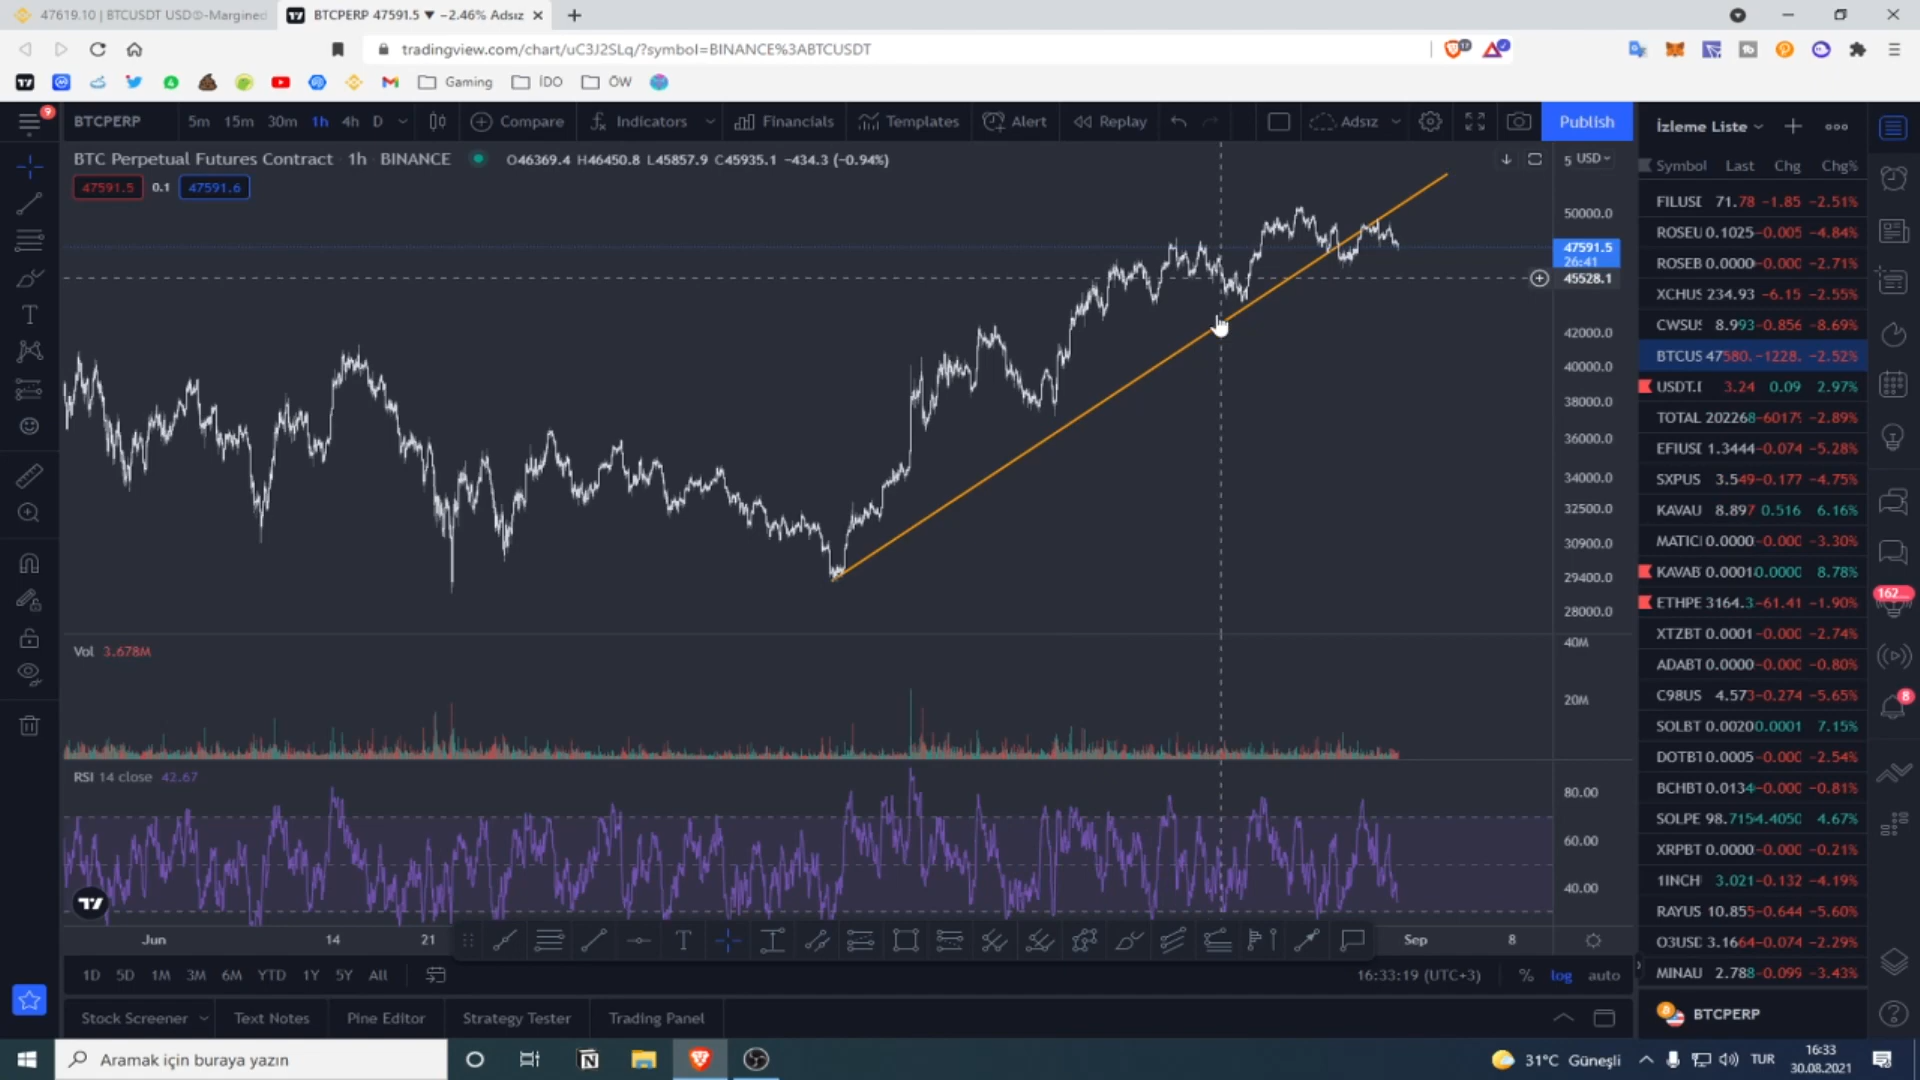 47619.10 | BTCUSDT USDⓈ-Margined
BTCPERP 47591.5 ▼ −2.46% Adsız
tradingview.com/chart/uC3J2SLq/?symbol=BINANCE%3ABTCUSDT
Gaming İDO ÖW
BTCPERP 5m 15m 30m 1h 4h D Compare Indicators Financials Templates Alert Replay Adsız Publish
9
BTC Perpetual Futures Contract 1h BINANCE O46369.4 H46450.8 L45857.9 C45935.1 −434.3 (−0.94%)
47591.5 0.1 47591.6
5 USD
50000.0
47591.5
26:41
45528.1
42000.0
40000.0
38000.0
36000.0
34000.0
32500.0
30900.0
29400.0
28000.0
Vol 3.678M
40M
20M
RSI 14 close 42.67
80.00
60.00
40.00
Jun 14 21 Sep 8
1D 5D 1M 3M 6M YTD 1Y 5Y All 16:33:19 (UTC+3) % log auto
Stock Screener Text Notes Pine Editor Strategy Tester Trading Panel
İzleme Liste
Symbol Last Chg Chg%
FILUSD 71.78 −1.85 −2.51%
ROSEU 0.1025 −0.005 −4.84%
ROSEB 0.0000 −0.000 −2.71%
XCHUS 234.93 −6.15 −2.55%
CWSUS 8.993 −0.856 −8.69%
BTCUS 47580. −1228. −2.52%
USDT.D 3.24 0.09 2.97%
TOTAL 202268 −60175 −2.89%
EFIUSD 1.3444 −0.074 −5.28%
SXPUS 3.549 −0.177 −4.75%
KAVAU 8.897 0.516 6.16%
MATICI 0.0000 −0.000 −3.30%
KAVAB 0.0001 0.0000 8.78%
ETHPE 3164.3 −61.41 −1.90%
XTZBT 0.0001 −0.000 −2.74%
ADABT 0.0000 −0.000 −0.80%
C98US 4.573 −0.274 −5.65%
SOLBT 0.0020 0.0001 7.15%
DOTBT 0.0005 −0.000 −2.54%
BCHBT 0.0134 −0.000 −0.81%
SOLPE 98.715 4.4050 4.67%
XRPBT 0.0000 −0.000 −0.21%
1INCH 3.021 −0.132 −4.19%
RAYUS 10.855 −0.644 −5.60%
O3USD 3.1664 −0.074 −2.29%
MINAU 2.788 −0.099 −3.43%
BTCPERP
162...
8
Aramak için buraya yazın
31°C Güneşli TUR
16:33
30.08.2021